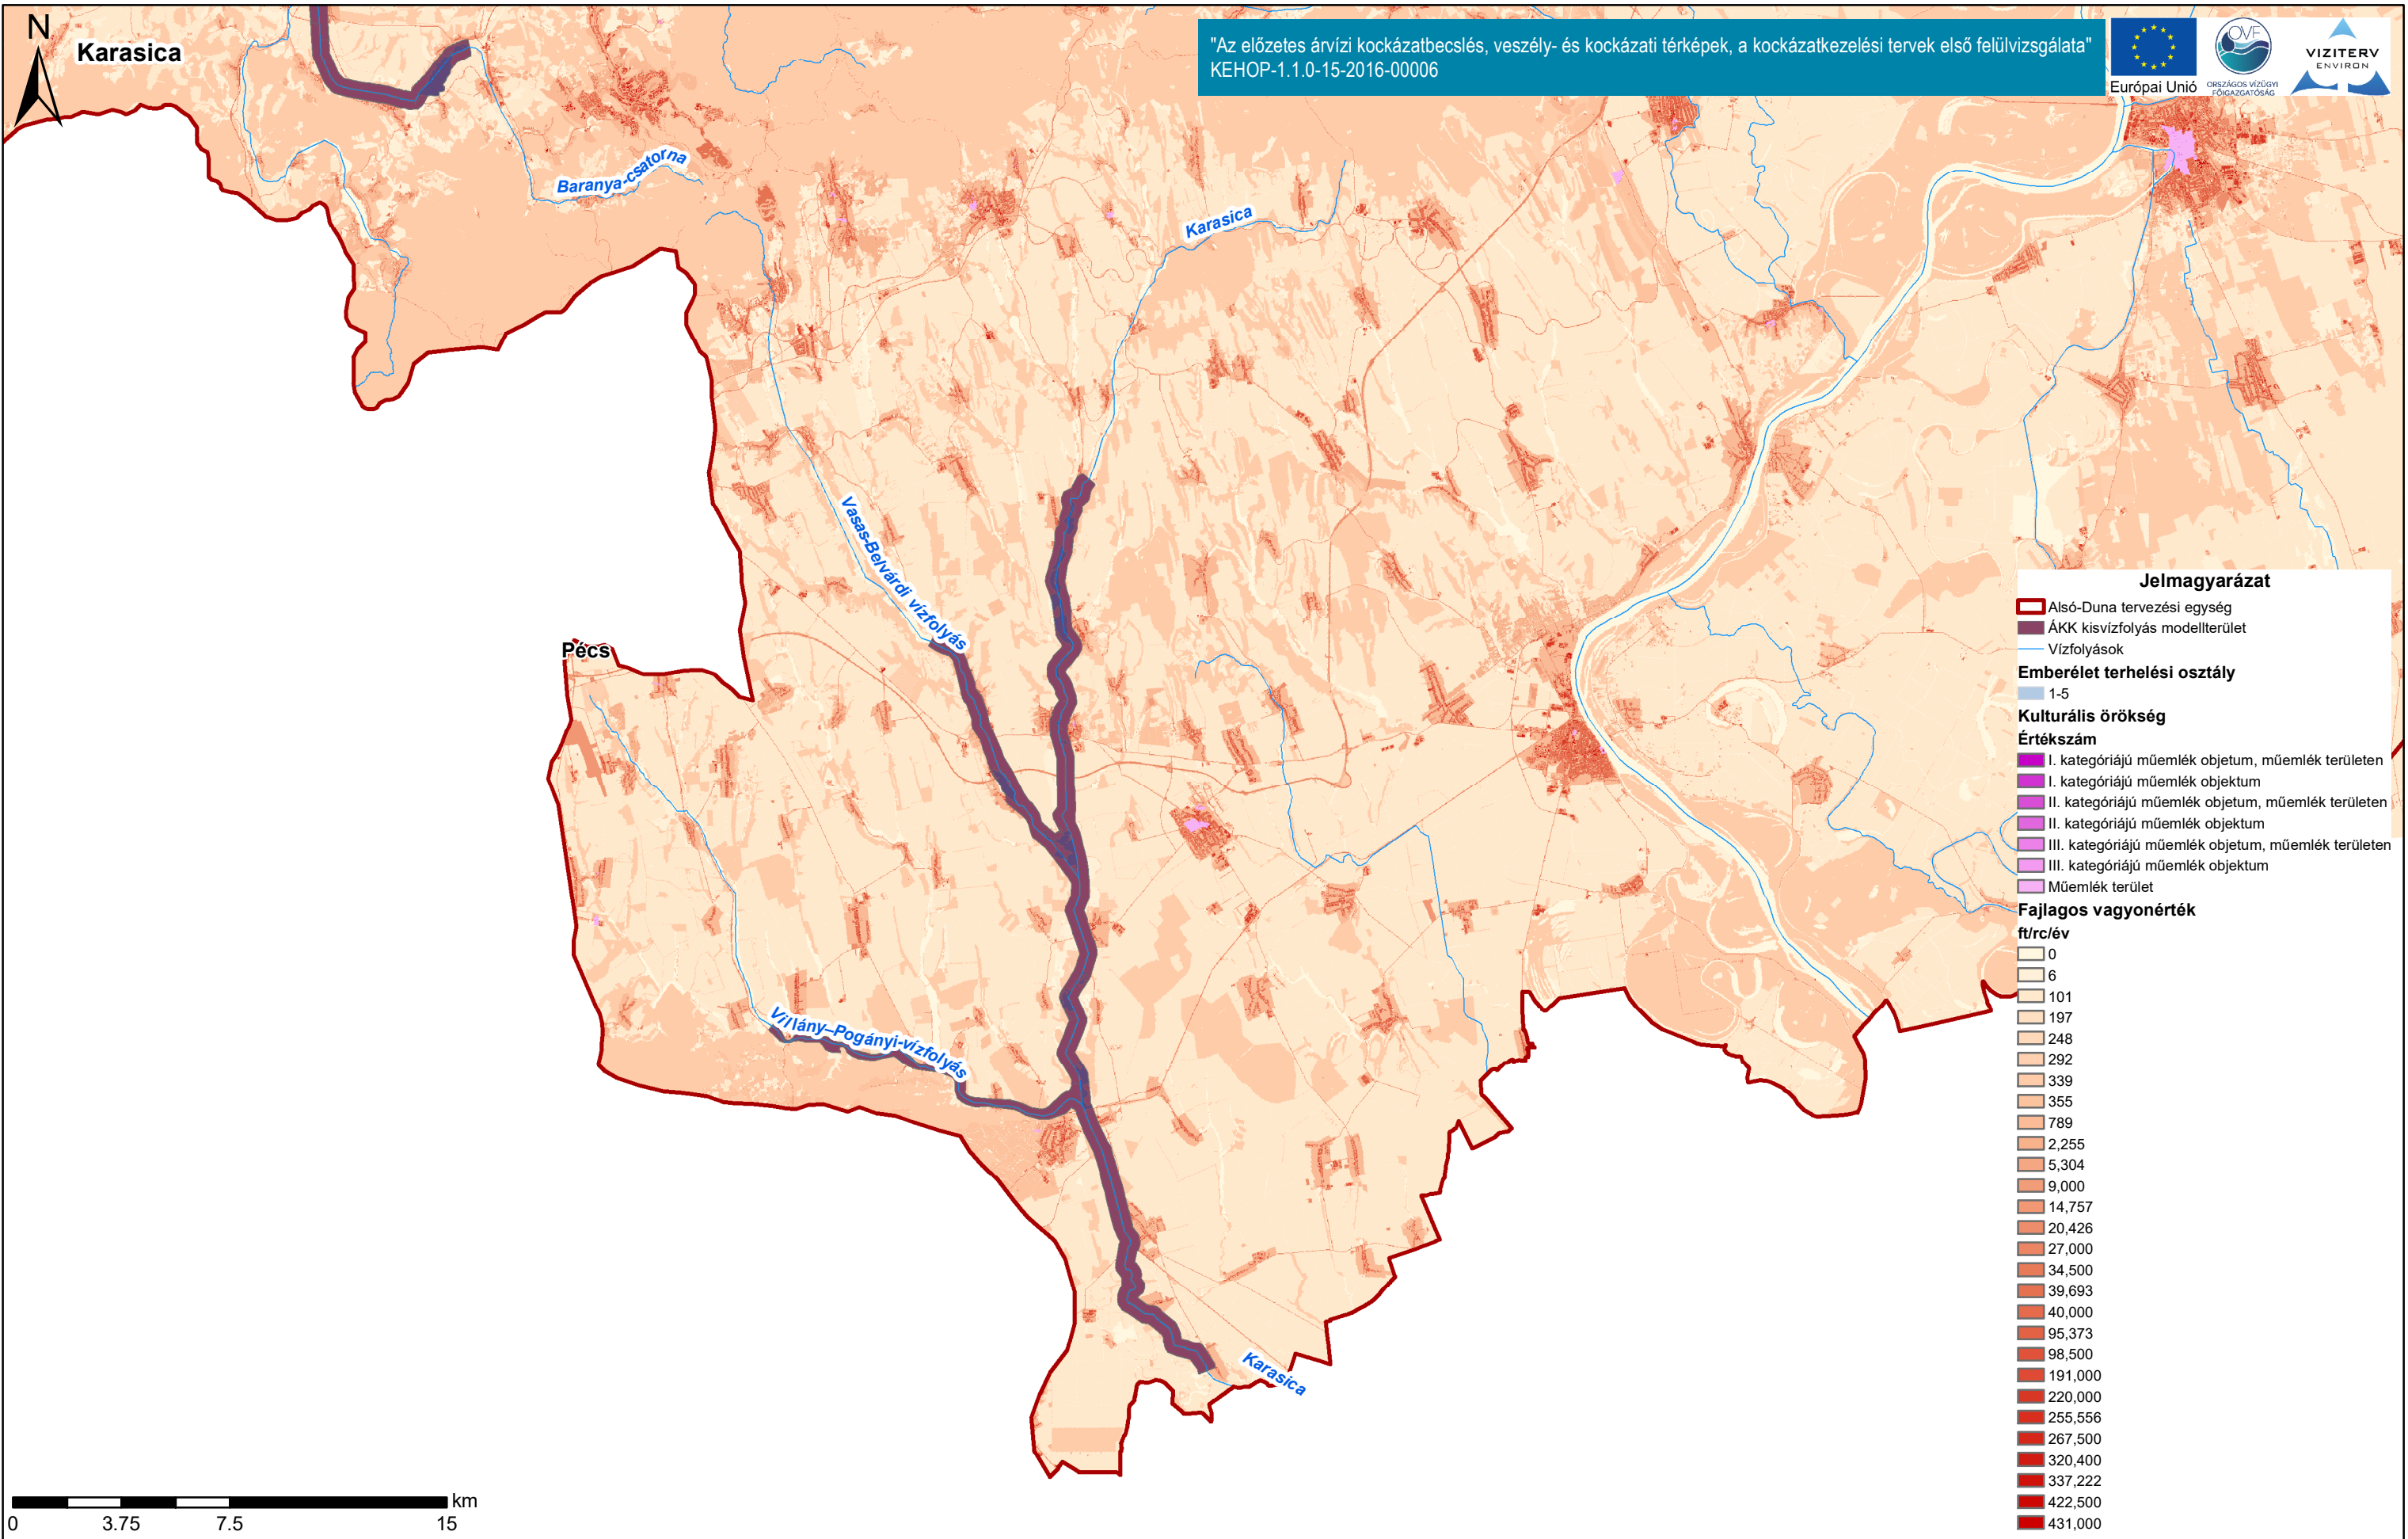 N
Karasica
"Az előzetes árvízi kockázatbecslés, veszély- és kockázati térképek, a kockázatkezelési tervek első felülvizsgálata"
KEHOP-1.1.0-15-2016-00006
Európai Unió
OVF
ORSZÁGOS VÍZÜGYI
FŐIGAZGATÓSÁG
VIZITERV
ENVIRON
Baranya-csatorna
Karasica
Vasas-Belvárdi vízfolyás
Pécs
Villány–Pogányi-vízfolyás
Karasica
Jelmagyarázat
Alsó-Duna tervezési egység
ÁKK kisvízfolyás modellterület
Vízfolyások
Emberélet terhelési osztály
1-5
Kulturális örökség
Értékszám
I. kategóriájú műemlék objetum, műemlék területen
I. kategóriájú műemlék objektum
II. kategóriájú műemlék objetum, műemlék területen
II. kategóriájú műemlék objektum
III. kategóriájú műemlék objetum, műemlék területen
III. kategóriájú műemlék objektum
Műemlék terület
Fajlagos vagyonérték
ft/rc/év
0
6
101
197
248
292
339
355
789
2,255
5,304
9,000
14,757
20,426
27,000
34,500
39,693
40,000
95,373
98,500
191,000
220,000
255,556
267,500
320,400
337,222
422,500
431,000
km
0 3.75 7.5 15